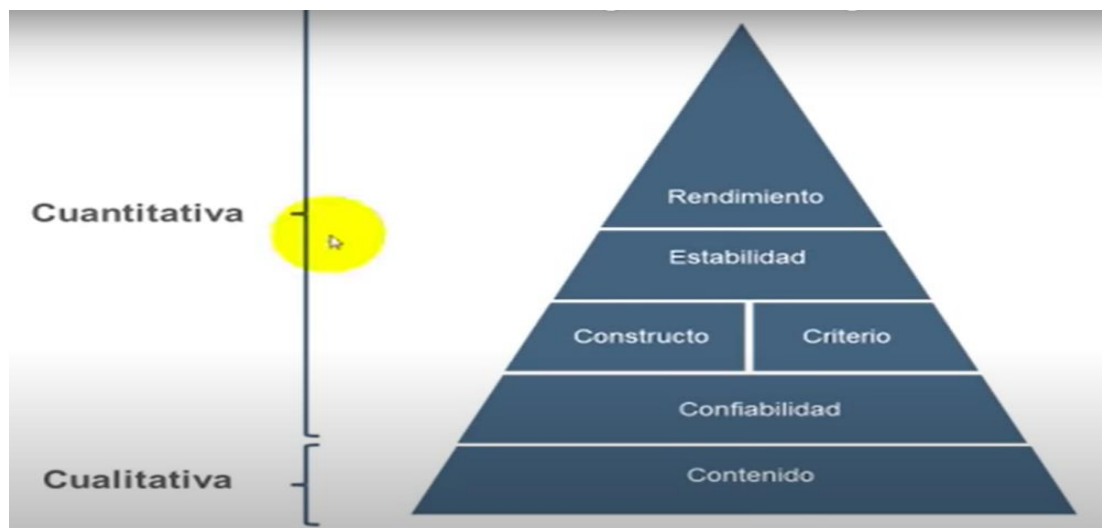 Rendimiento
Cuantitativa
Estabilidad
Constructo
Criterio
Confiabilidad
Contenido
Cualitativa